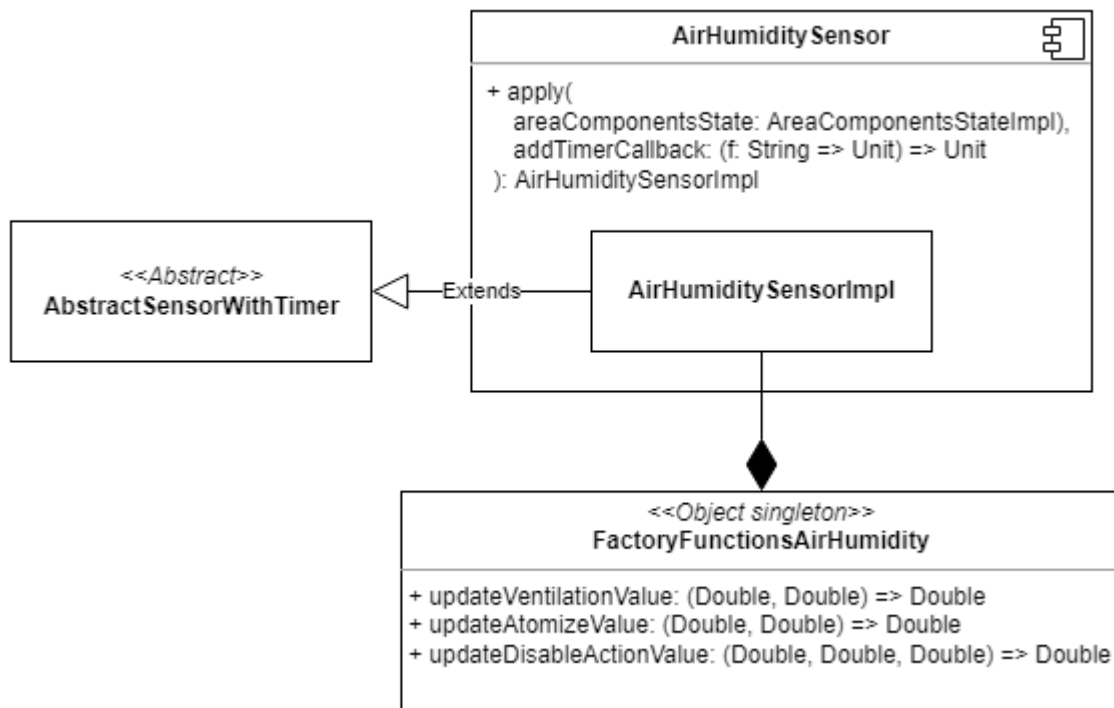 AirHumiditySensor
+ apply(
areaComponentsState: AreaComponentsStateImpl),
addTimerCallback: (f: String => Unit) => Unit
): AirHumiditySensorImpl
<<Abstract>>
AbstractSensorWithTimer
Extends
AirHumiditySensorImpl
<<Object singleton>>
FactoryFunctionsAirHumidity
+ updateVentilationValue: (Double, Double) => Double
+ updateAtomizeValue: (Double, Double) => Double
+ updateDisableActionValue: (Double, Double, Double) => Double